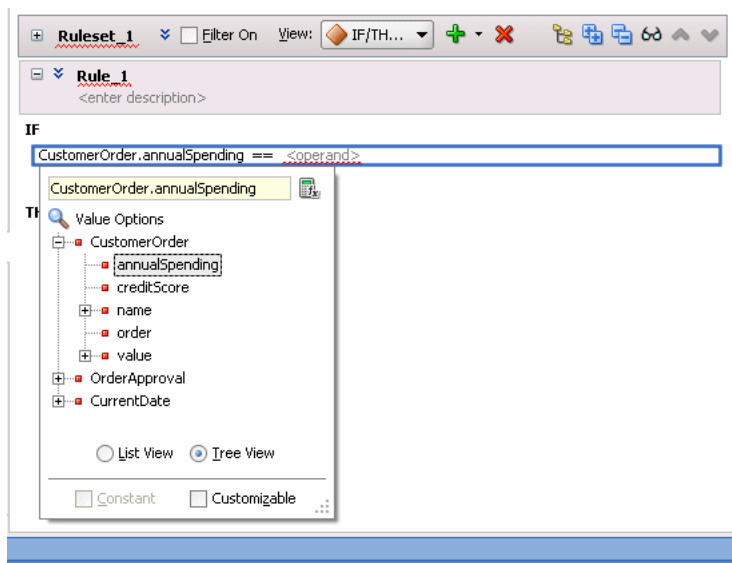 Ruleset_1 Filter On View: IF/TH...
Rule_1
<enter description>
IF
CustomerOrder.annualSpending == <operand>
CustomerOrder.annualSpending
TH
Value Options
CustomerOrder
annualSpending
creditScore
name
order
value
OrderApproval
CurrentDate
List View Tree View
Constant Customizable